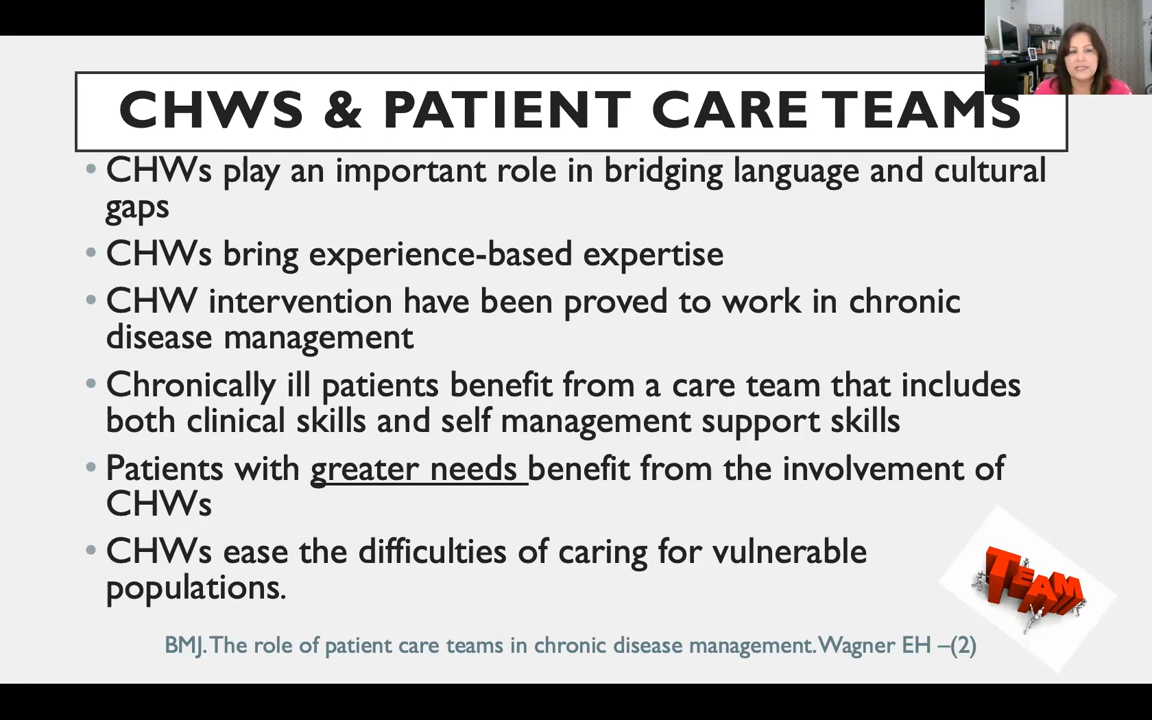 CHWS & PATIENT CARE TEAMS
• CHWs play an important role in bridging language and cultural
gaps
• CHWs bring experience-based expertise
• CHW intervention have been proved to work in chronic
disease management
• Chronically ill patients benefit from a care team that includes
both clinical skills and self management support skills
• Patients with greater needs benefit from the involvement of
CHWs
• CHWs ease the difficulties of caring for vulnerable
populations.
TEAM
BMJ. The role of patient care teams in chronic disease management. Wagner EH –(2)